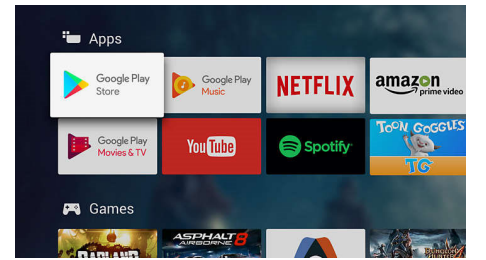 Apps
Google Play
Store
Google Play
Music
NETFLIX
amazon
prime video
Google Play
Movies & TV
YouTube
Spotify
TOON GOGGLES
TG
Games
BADLAND
ASPHALT 8
AIRBORNE